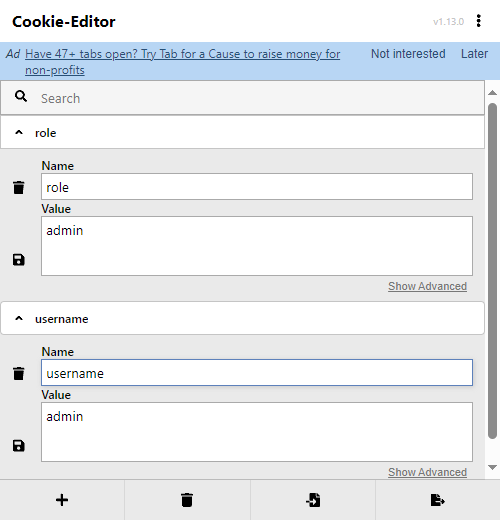 Cookie-Editor
v1.13.0
Ad Have 47+ tabs open? Try Tab for a Cause to raise money for
non-profits
Not interested
Later
Search
role
Name
role
Value
admin
Show Advanced
username
Name
username
Value
admin
Show Advanced